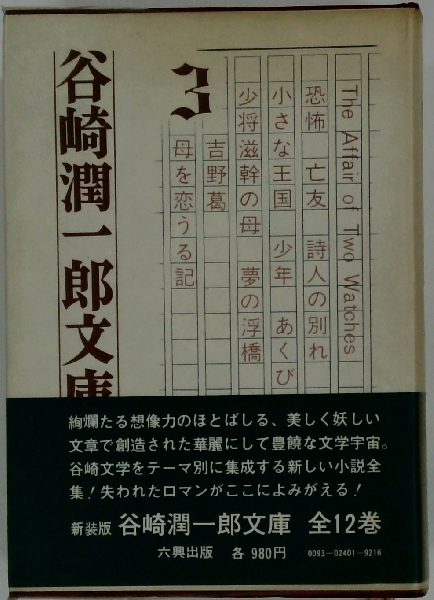 谷崎潤一郎文庫
3
The Affair of Two Watches
恐怖 亡友 詩人の別れ
小さな王国 少年 あくび
少将滋幹の母 夢の浮橋
吉野葛
母を恋うる記
絢爛たる想像力のほとばしる、美しく妖しい
文章で創造された華麗にして豊饒な文学宇宙。
谷崎文学をテーマ別に集成する新しい小説全
集!失われたロマンがここによみがえる!
新装版 谷崎潤一郎文庫 全12巻
六興出版 各980円 0093-02401-9216